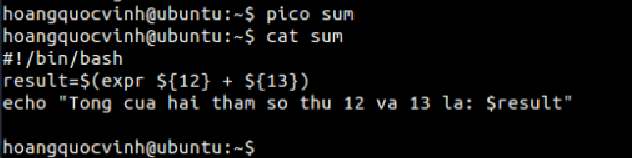 hoangquocvinh@ubuntu:~$ pico sum
hoangquocvinh@ubuntu:~$ cat sum
#!/bin/bash
result=$(expr ${12} + ${13})
echo "Tong cua hai tham so thu 12 va 13 la: $result"
hoangquocvinh@ubuntu:~$